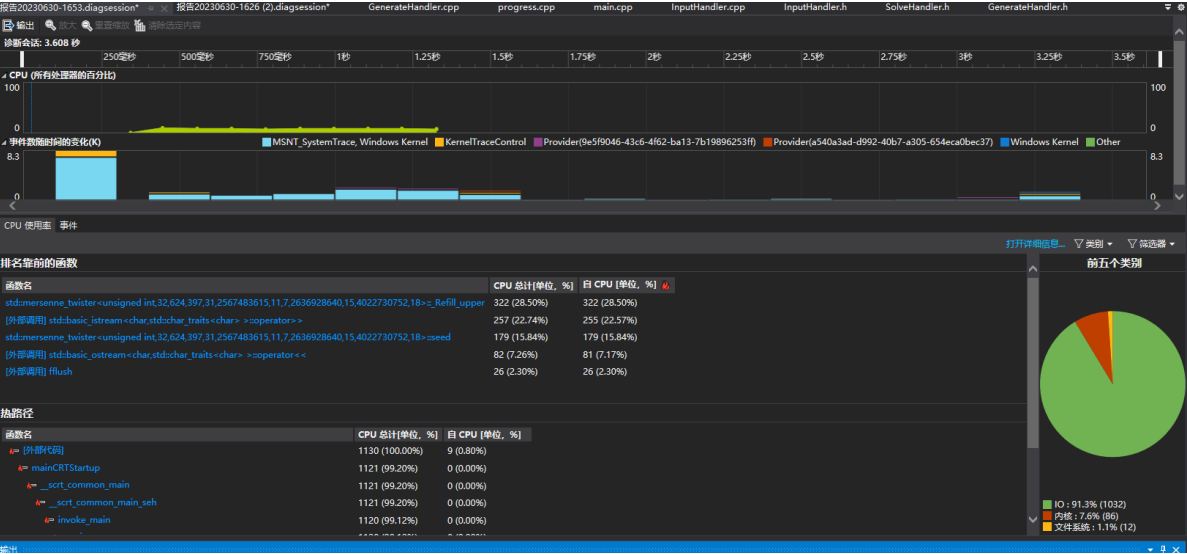 报告20230630-1653.diagsession* 报告20230630-1626 (2).diagsession* GenerateHandler.cpp progress.cpp main.cpp InputHandler.cpp InputHandler.h SolveHandler.h GenerateHandler.h
输出 放大 重置缩放 清除选定内容
诊断会话: 3.608 秒
250毫秒 500毫秒 750毫秒 1秒 1.25秒 1.5秒 1.75秒 2秒 2.25秒 2.5秒 2.75秒 3秒 3.25秒 3.5秒
CPU (所有处理器的百分比)
100 100
0 0
事件数随时间的变化(K) MSNT_SystemTrace, Windows Kernel KernelTraceControl Provider(9e5f9046-43c6-4f62-ba13-7b19896253ff) Provider(a540a3ad-d992-40b7-a305-654eca0bec37) Windows Kernel Other
8.3 8.3
0 0
CPU 使用率 事件
打开详细信息... 类别 筛选器
排名靠前的函数 前五个类别
函数名 CPU 总计[单位，%] 自 CPU [单位，%]
std::mersenne_twister<unsigned int,32,624,397,31,2567483615,11,7,2636928640,15,4022730752,18>::_Refill_upper 322 (28.50%) 322 (28.50%)
[外部调用] std::basic_istream<char,std::char_traits<char> >::operator>> 257 (22.74%) 255 (22.57%)
std::mersenne_twister<unsigned int,32,624,397,31,2567483615,11,7,2636928640,15,4022730752,18>::seed 179 (15.84%) 179 (15.84%)
[外部调用] std::basic_ostream<char,std::char_traits<char> >::operator<< 82 (7.26%) 81 (7.17%)
[外部调用] fflush 26 (2.30%) 26 (2.30%)
热路径
函数名 CPU 总计[单位，%] 自 CPU [单位，%]
[外部代码] 1130 (100.00%) 9 (0.80%)
mainCRTStartup 1121 (99.20%) 0 (0.00%)
__scrt_common_main 1121 (99.20%) 0 (0.00%)
__scrt_common_main_seh 1121 (99.20%) 0 (0.00%)
invoke_main 1120 (99.12%) 0 (0.00%)
IO : 91.3% (1032)
内核 : 7.6% (86)
文件系统 : 1.1% (12)
输出